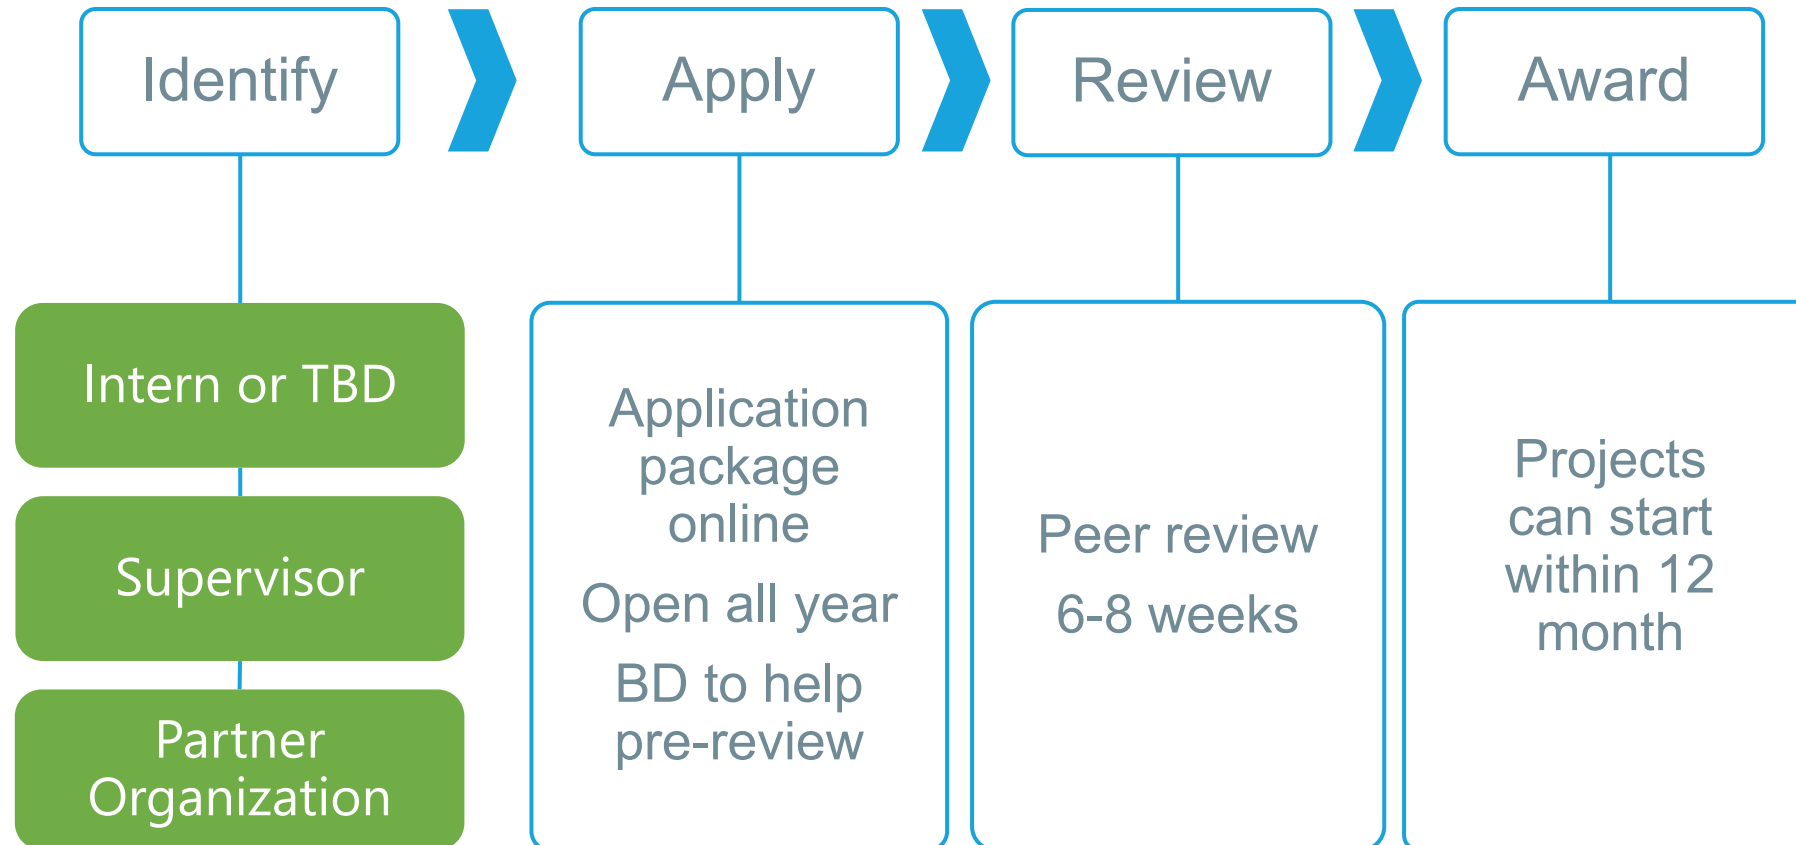 Identify
Apply
Review
Award
Intern or TBD
Supervisor
Partner
Organization
Application
package
online
Open all year
BD to help
pre-review
Peer review
6-8 weeks
Projects
can start
within 12
month